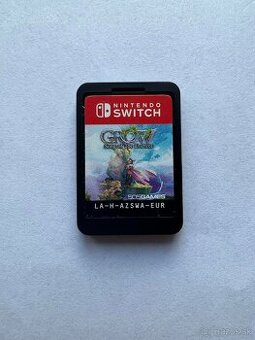 NINTENDO
SWITCH
GROW
505GAMES
LA-H-AZSWA-EUR